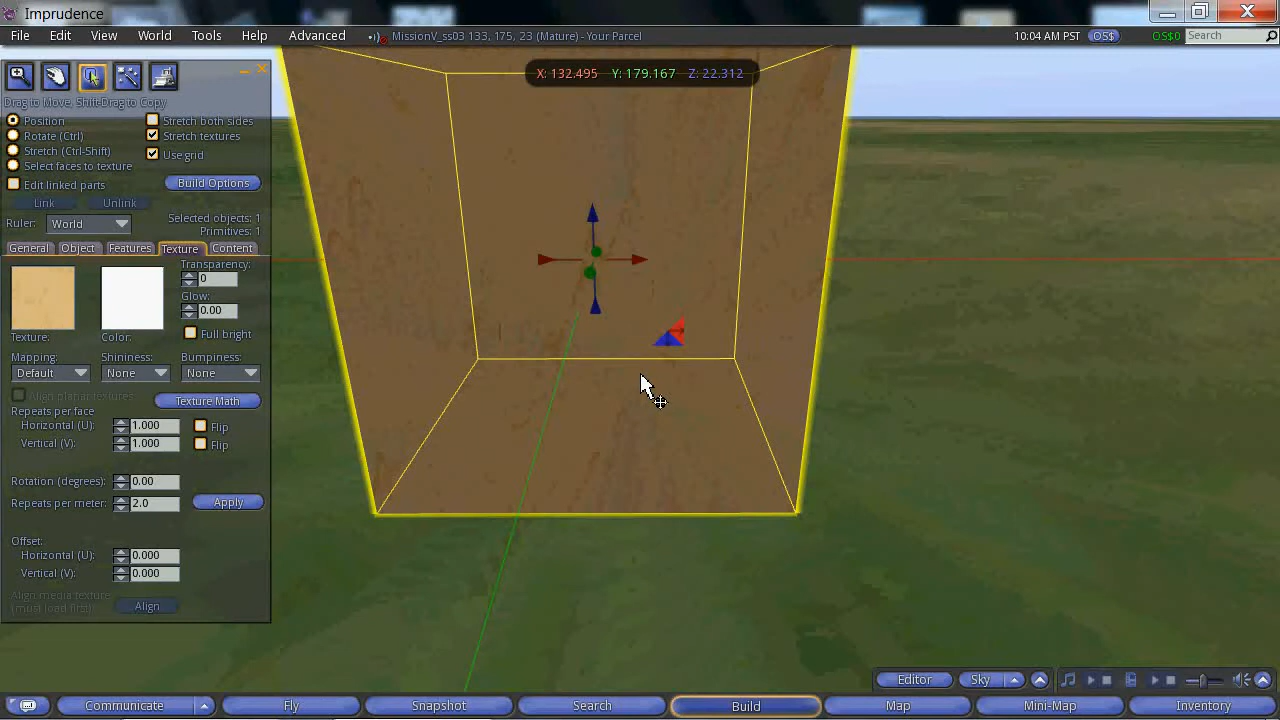 Imprudence
File Edit View World Tools Help Advanced MissionV_ss03 133, 175, 23 (Mature) - Your Parcel 10:04 AM PST OS$ OS$0 Search
X: 132.495 Y: 179.167 Z: 22.312
Drag to Move, Shift-Drag to Copy
Position Stretch both sides
Rotate (Ctrl) Stretch textures
Stretch (Ctrl-Shift) Use grid
Select faces to texture
Edit linked parts Build Options
Link Unlink
Ruler: World Selected objects: 1
Primitives: 1
General Object Features Texture Content
Transparency:
0
Glow:
0.00
Full bright
Texture: Color:
Mapping: Shininess: Bumpiness:
Default None None
Align planar textures Texture Math
Repeats per face
Horizontal (U): 1.000 Flip
Vertical (V): 1.000 Flip
Rotation (degrees): 0.00
Repeats per meter: 2.0 Apply
Offset:
Horizontal (U): 0.000
Vertical (V): 0.000
Align media texture
(must load first) Align
Editor Sky
Communicate Fly Snapshot Search Build Map Mini-Map Inventory